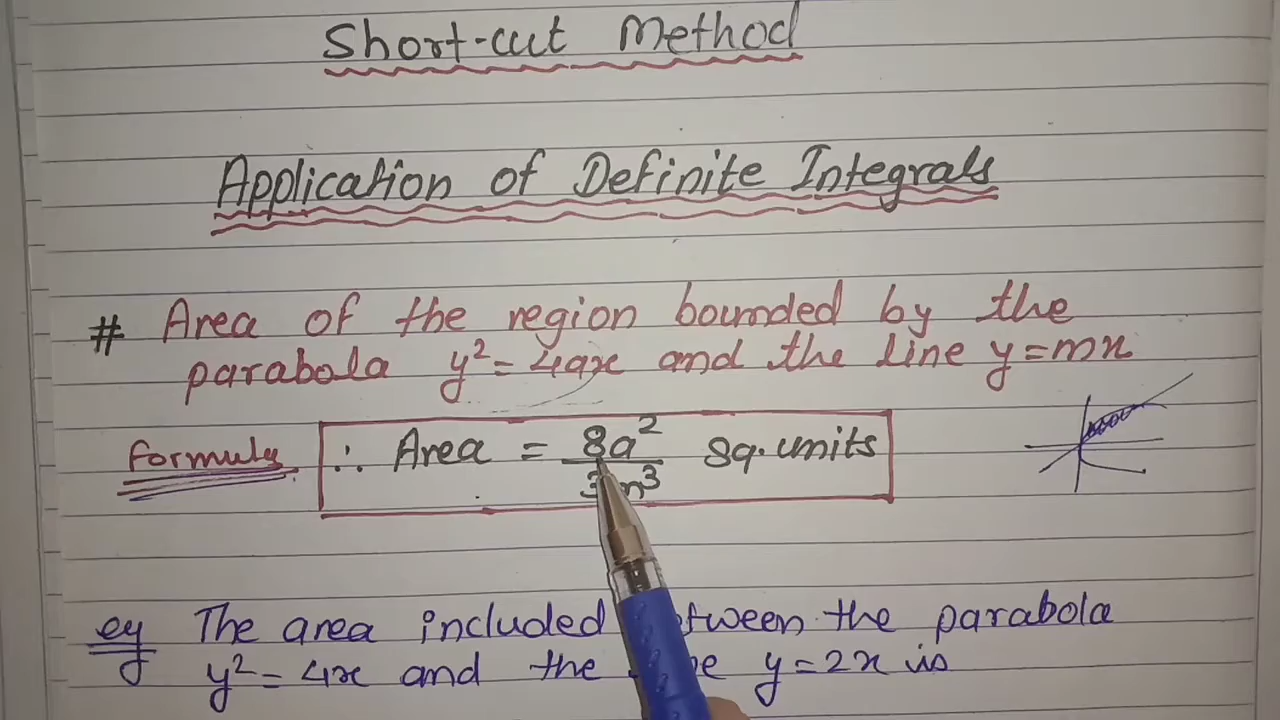 Short-cut Method
Application of Definite Integrals
# Area of the region bounded by the
parabola y² = 4ax and the line y = mx
Formula ∴ Area = 8a² / 3m³ sq. units
eg The area included between the parabola
y² = 4x and the line y = 2x is